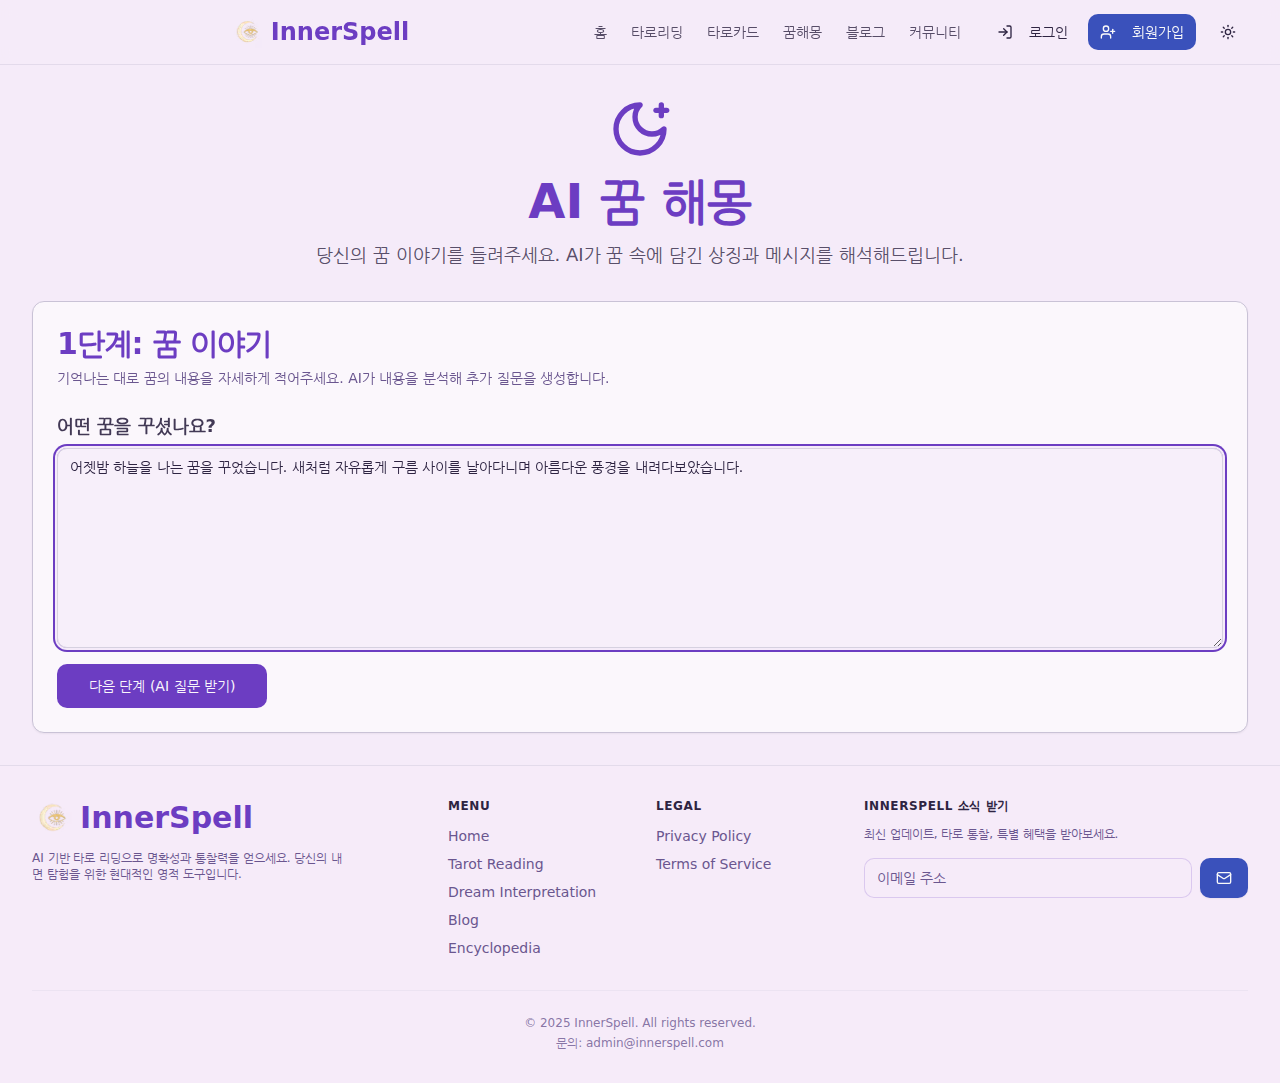 InnerSpell
홈 타로리딩 타로카드 꿈해몽 블로그 커뮤니티 로그인 회원가입
AI 꿈 해몽
당신의 꿈 이야기를 들려주세요. AI가 꿈 속에 담긴 상징과 메시지를 해석해드립니다.
1단계: 꿈 이야기
기억나는 대로 꿈의 내용을 자세하게 적어주세요. AI가 내용을 분석해 추가 질문을 생성합니다.
어떤 꿈을 꾸셨나요?
어젯밤 하늘을 나는 꿈을 꾸었습니다. 새처럼 자유롭게 구름 사이를 날아다니며 아름다운 풍경을 내려다보았습니다.
다음 단계 (AI 질문 받기)
InnerSpell
AI 기반 타로 리딩으로 명확성과 통찰력을 얻으세요. 당신의 내
면 탐험을 위한 현대적인 영적 도구입니다.
MENU
Home
Tarot Reading
Dream Interpretation
Blog
Encyclopedia
LEGAL
Privacy Policy
Terms of Service
INNERSPELL 소식 받기
최신 업데이트, 타로 통찰, 특별 혜택을 받아보세요.
이메일 주소
© 2025 InnerSpell. All rights reserved.
문의: admin@innerspell.com